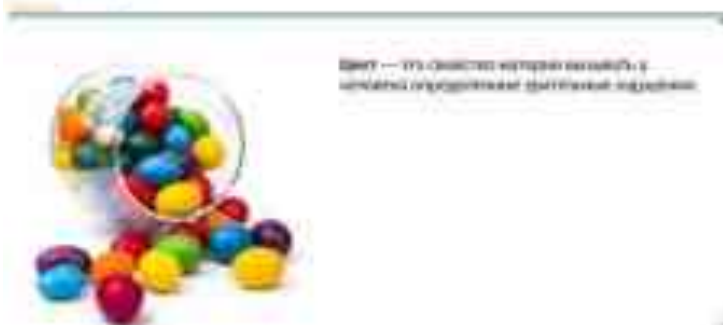 Цвет — это свойство материи вызывать у
человека определенные зрительные ощущения.